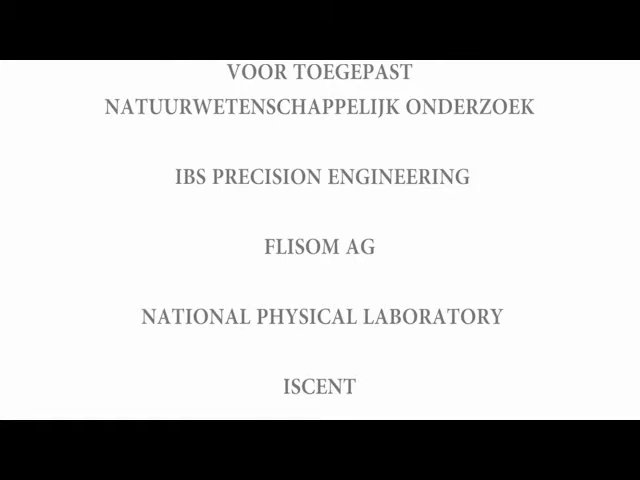 VOOR TOEGEPAST
NATUURWETENSCHAPPELIJK ONDERZOEK
IBS PRECISION ENGINEERING
FLISOM AG
NATIONAL PHYSICAL LABORATORY
ISCENT